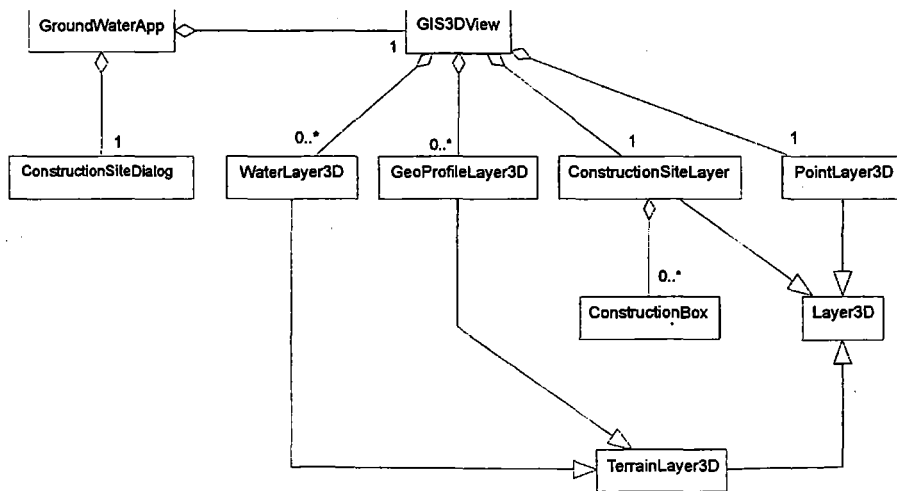 GroundWaterApp
GIS3DView
1
0..*
0..*
1
1
1
ConstructionSiteDialog
WaterLayer3D
GeoProfileLayer3D
ConstructionSiteLayer
PointLayer3D
0..*
ConstructionBox
Layer3D
TerrainLayer3D